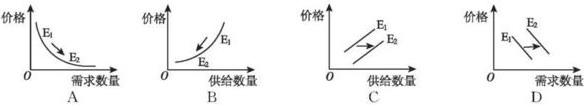 价格 E₁ E₂ O 需求数量 A
价格 E₁ E₂ O 供给数量 B
价格 E₁ E₂ O 供给数量 C
价格 E₁ E₂ O 需求数量 D